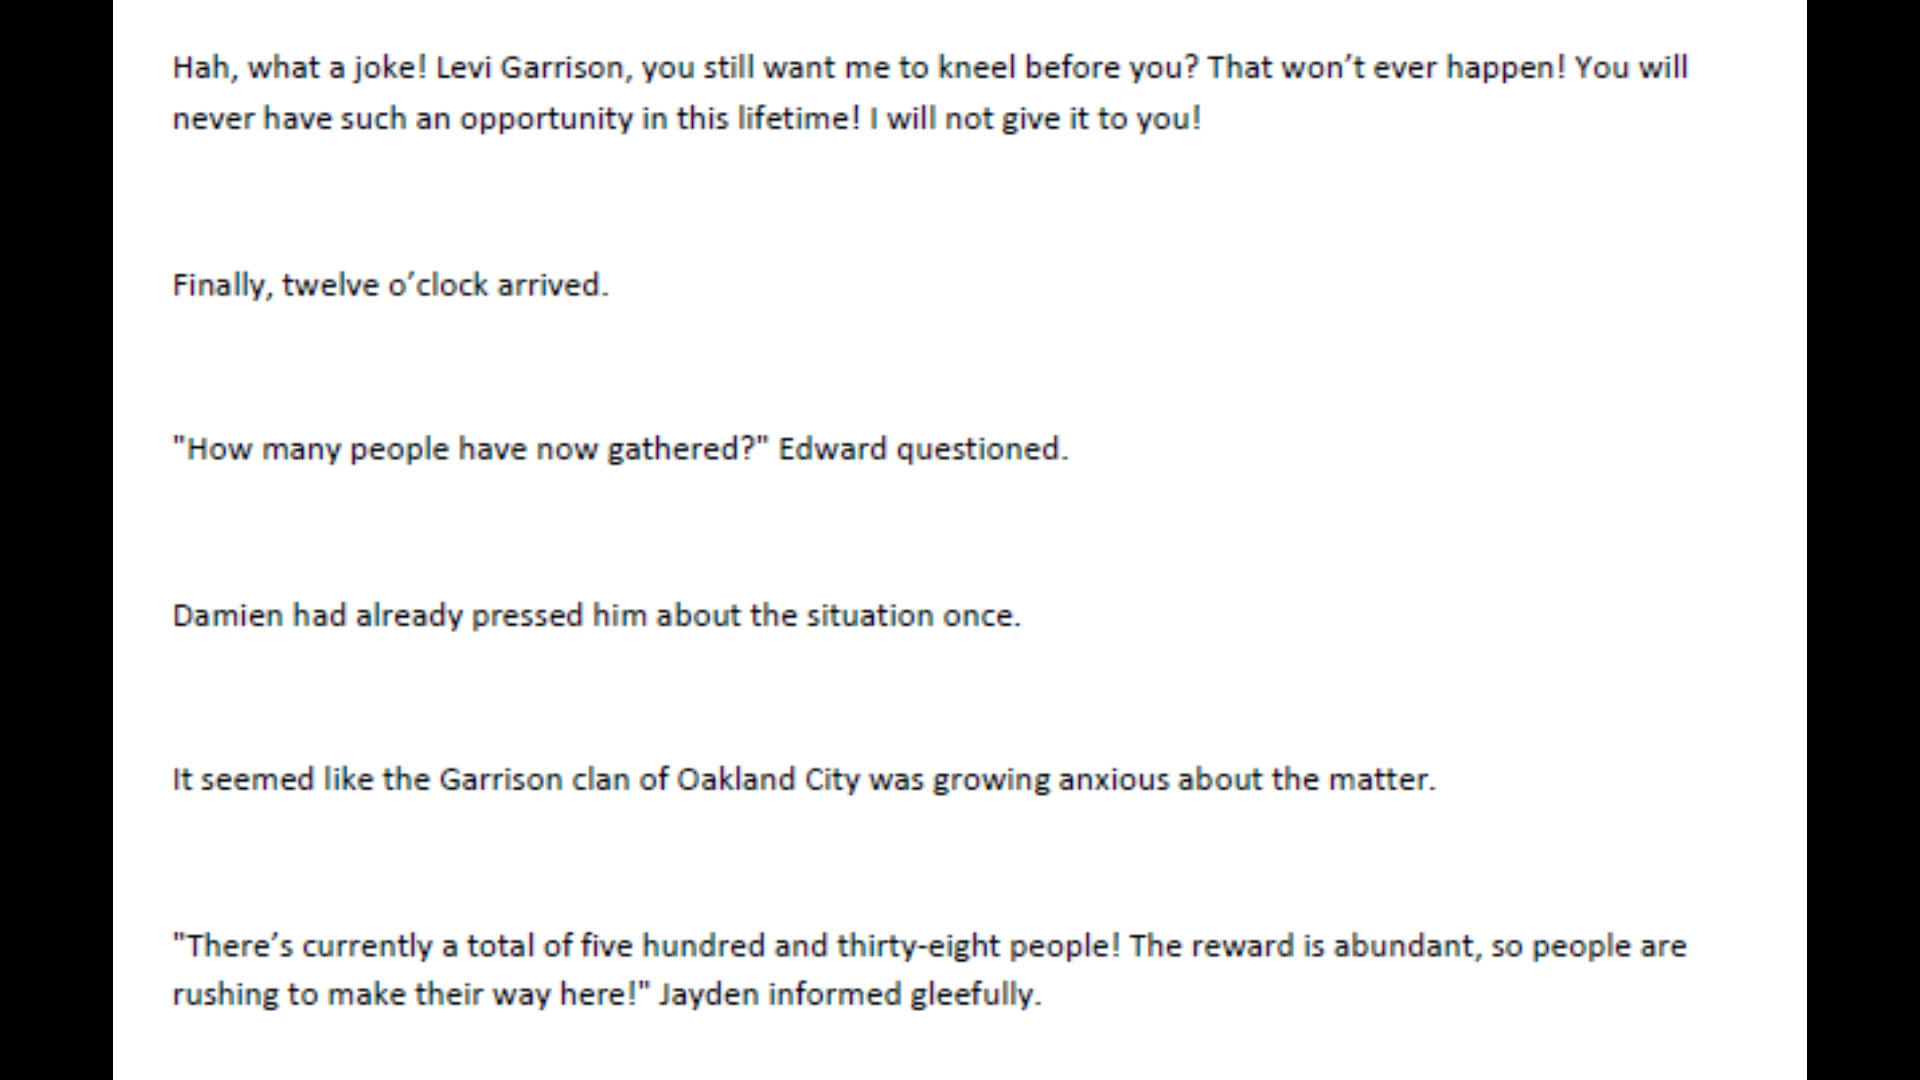 Hah, what a joke! Levi Garrison, you still want me to kneel before you? That won’t ever happen! You will
never have such an opportunity in this lifetime! I will not give it to you!
Finally, twelve o’clock arrived.
"How many people have now gathered?" Edward questioned.
Damien had already pressed him about the situation once.
It seemed like the Garrison clan of Oakland City was growing anxious about the matter.
"There’s currently a total of five hundred and thirty-eight people! The reward is abundant, so people are
rushing to make their way here!" Jayden informed gleefully.